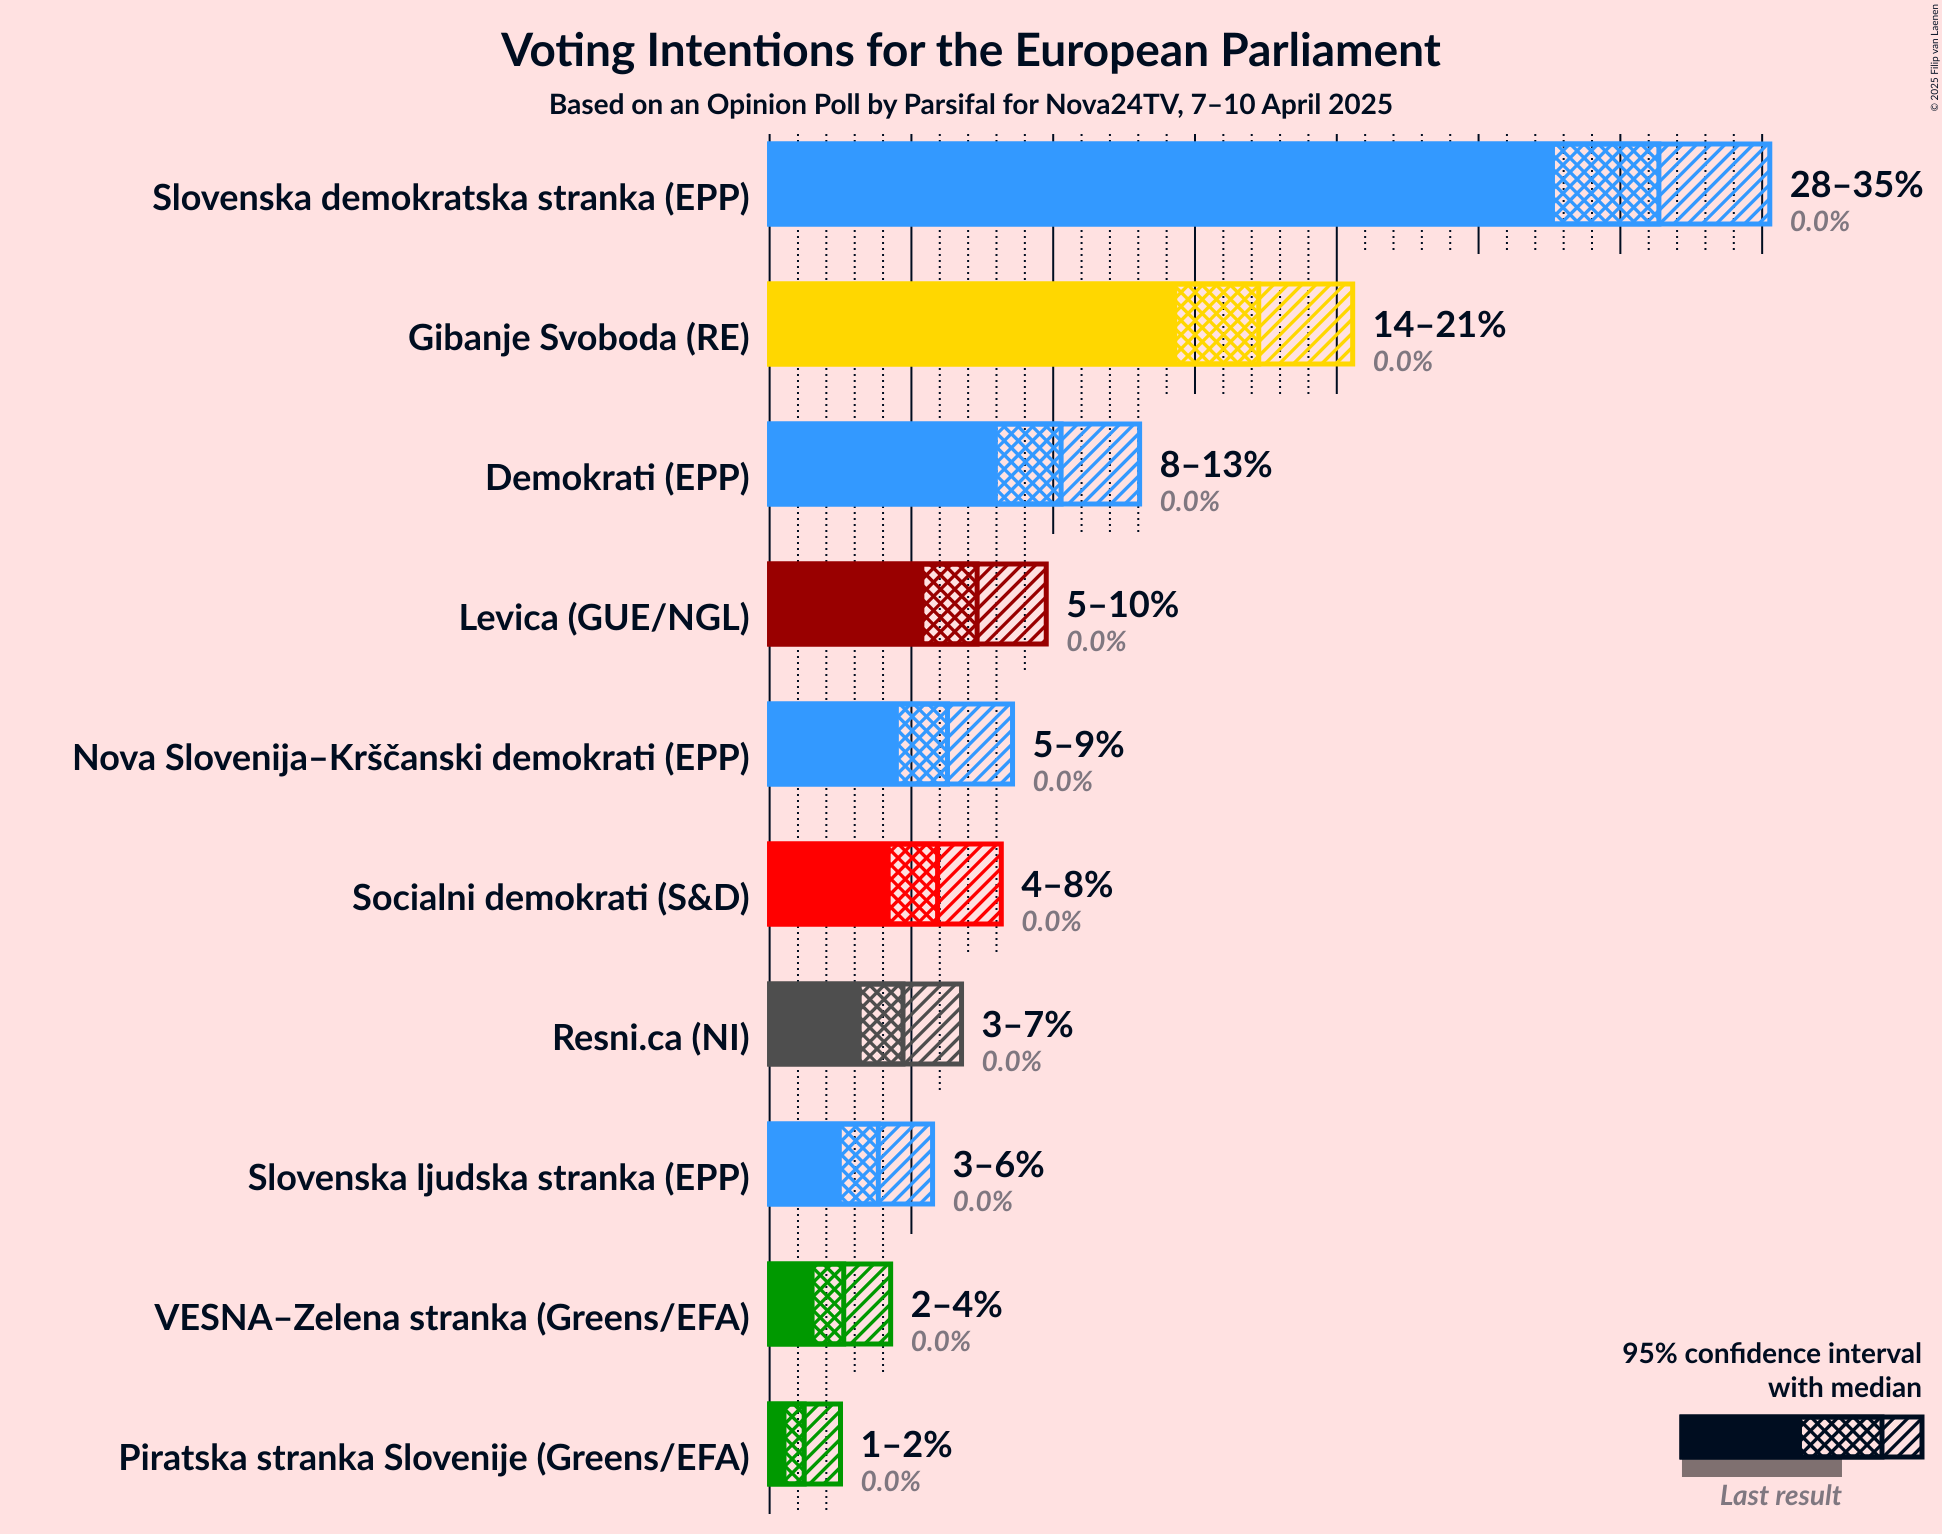 Voting Intentions for the European Parliament
Based on an Opinion Poll by Parsifal for Nova24TV, 7–10 April 2025
© 2025 Filip van Laenen
Slovenska demokratska stranka (EPP)
28–35%
0.0%
Gibanje Svoboda (RE)
14–21%
0.0%
Demokrati (EPP)
8–13%
0.0%
Levica (GUE/NGL)
5–10%
0.0%
Nova Slovenija–Krščanski demokrati (EPP)
5–9%
0.0%
Socialni demokrati (S&D)
4–8%
0.0%
Resni.ca (NI)
3–7%
0.0%
Slovenska ljudska stranka (EPP)
3–6%
0.0%
VESNA–Zelena stranka (Greens/EFA)
2–4%
0.0%
Piratska stranka Slovenije (Greens/EFA)
1–2%
0.0%
95% confidence interval
with median
Last result